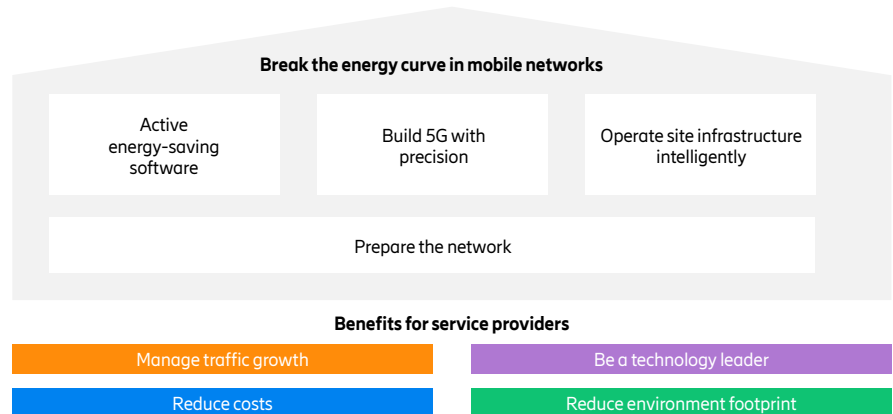 Break the energy curve in mobile networks
Active
energy-saving
software
Build 5G with
precision
Operate site infrastructure
intelligently
Prepare the network
Benefits for service providers
Manage traffic growth
Be a technology leader
Reduce costs
Reduce environment footprint